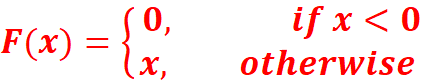 F(x) = { 0, if x < 0
x, otherwise